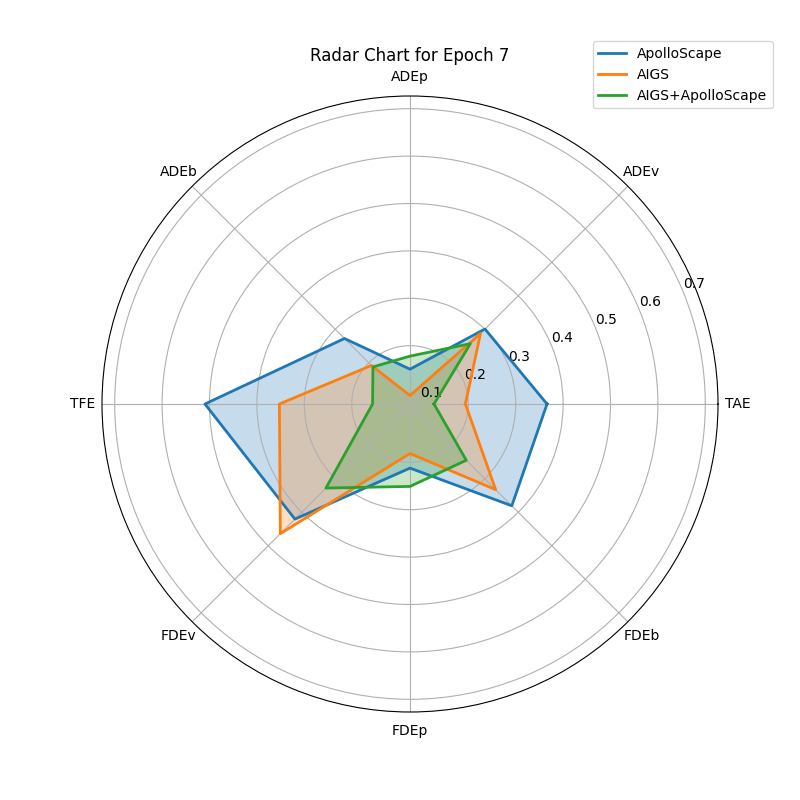 Radar Chart for Epoch 7
ApolloScape
AIGS
AIGS+ApolloScape
ADEp
ADEb
ADEv
0.7
0.6
0.5
0.4
0.3
0.2
0.1
TFE
TAE
FDEv
FDEb
FDEp